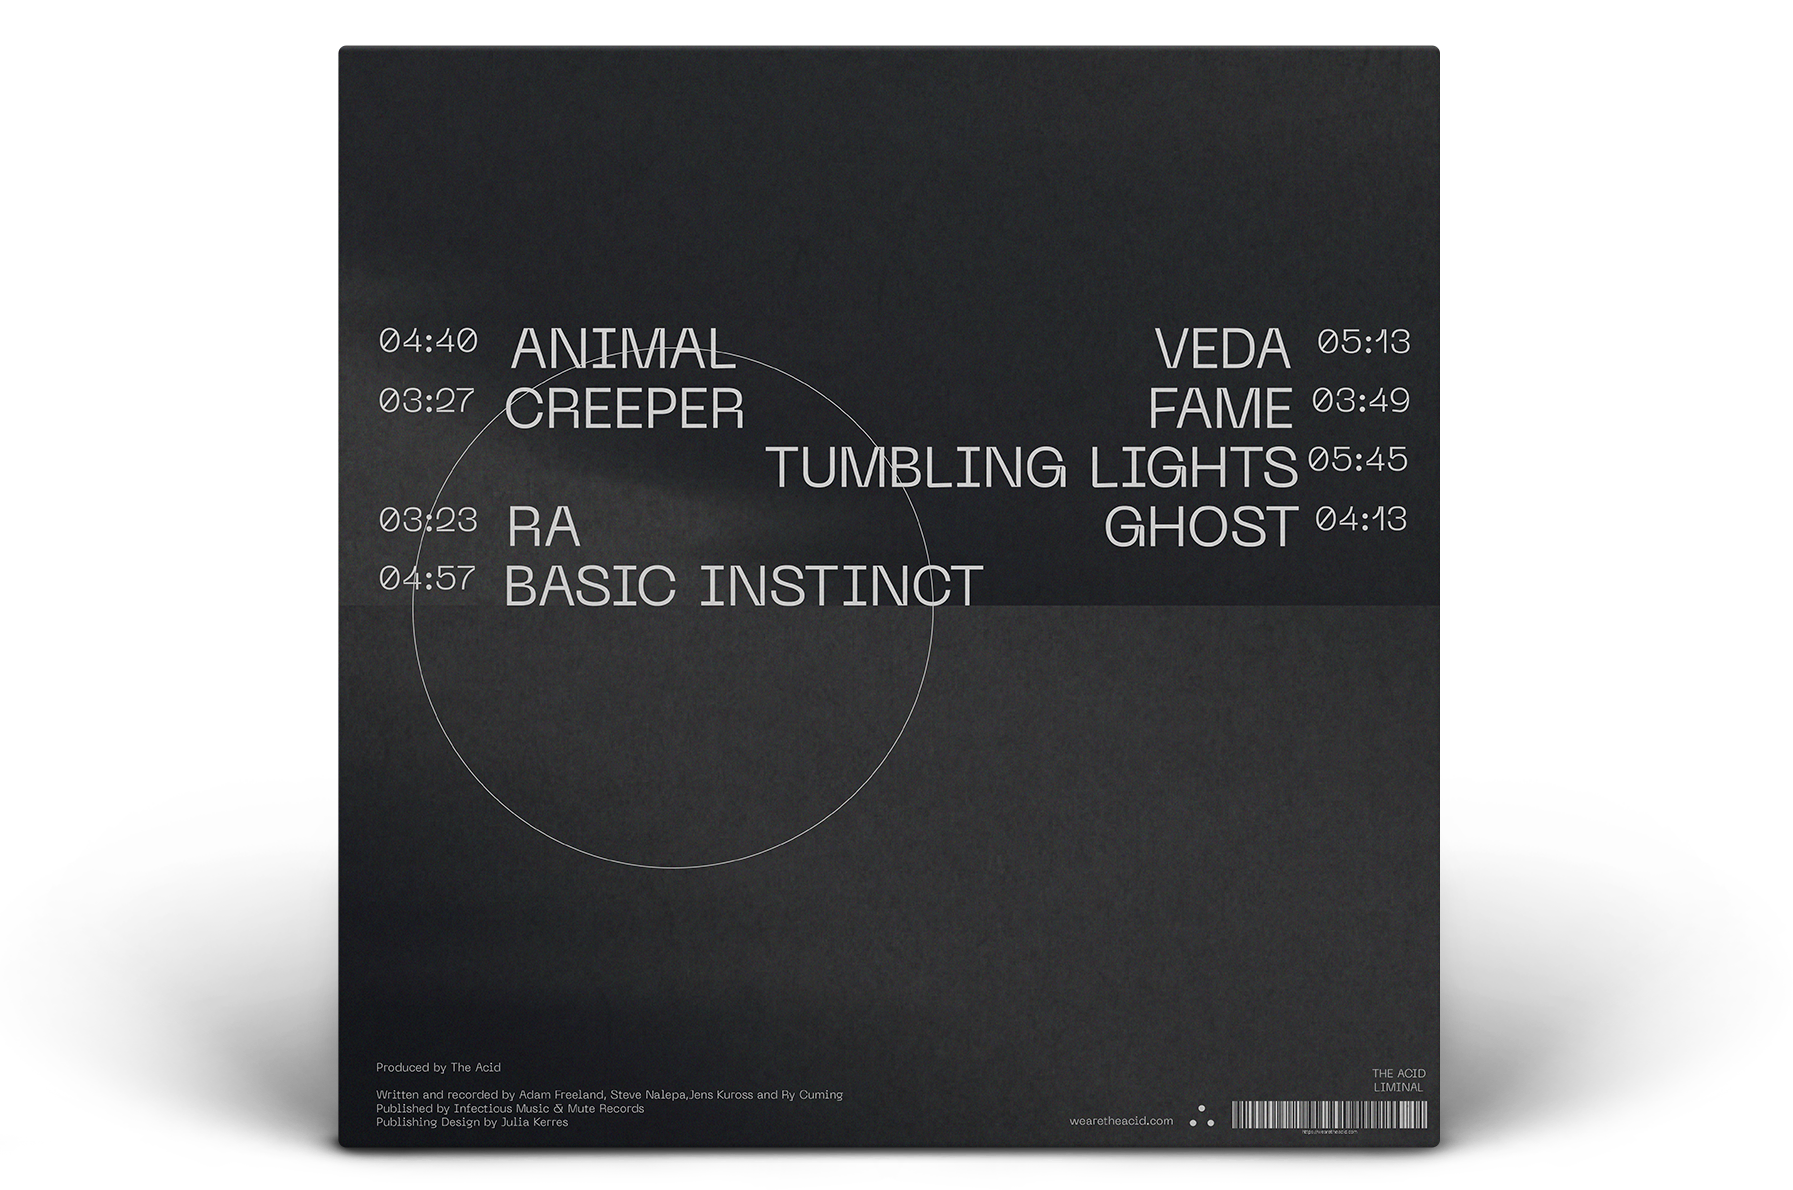 04:40 ANIMAL
03:27 CREEPER
03:23 RA
04:57 BASIC INSTINCT
VEDA 05:13
FAME 03:49
TUMBLING LIGHTS 05:45
GHOST 04:13
Produced by The Acid
Written and recorded by Adam Freeland, Steve Nalepa,Jens Kuross and Ry Cuming
Published by Infectious Music & Mute Records
Publishing Design by Julia Kerres
wearetheacid.com
THE ACID
LIMINAL